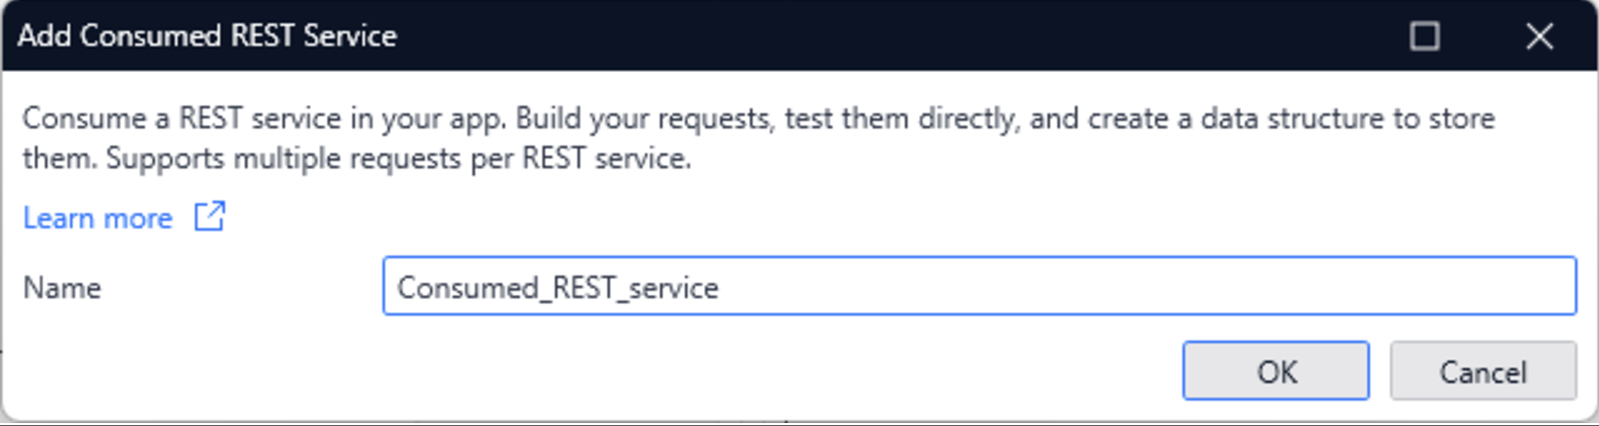 Add Consumed REST Service
Consume a REST service in your app. Build your requests, test them directly, and create a data structure to store
them. Supports multiple requests per REST service.
Learn more
Name
Consumed_REST_service
OK
Cancel